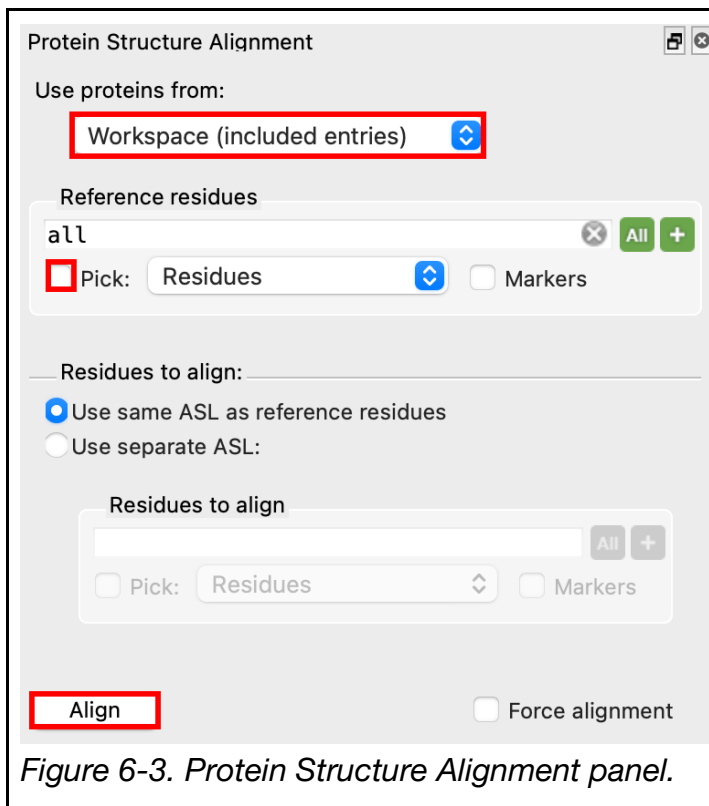 Protein Structure Alignment
Use proteins from:
Workspace (included entries)
Reference residues
all
All +
Pick: Residues Markers
Residues to align:
Use same ASL as reference residues
Use separate ASL:
Residues to align
All +
Pick: Residues Markers
Align Force alignment
Figure 6-3. Protein Structure Alignment panel.